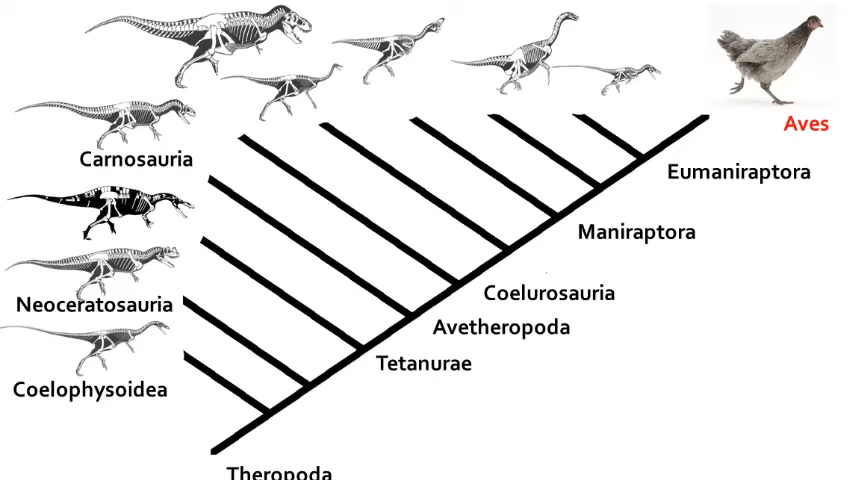 Aves
Carnosauria
Eumaniraptora
Maniraptora
Neoceratosauria
Coelurosauria
Avetheropoda
Tetanurae
Coelophysoidea
Theropoda